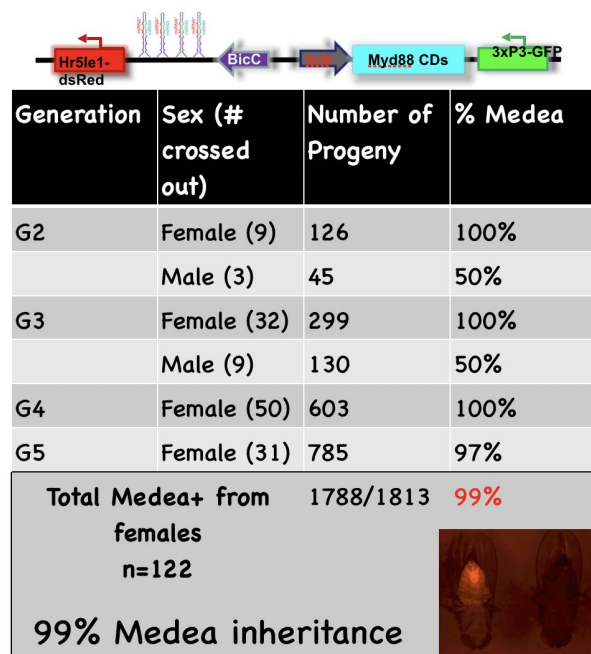 Hr5Ie1-
dsRed
BicC
Myd88 CDs
3xP3-GFP
Generation Sex (# crossed out) Number of Progeny % Medea
G2 Female (9) 126 100%
Male (3) 45 50%
G3 Female (32) 299 100%
Male (9) 130 50%
G4 Female (50) 603 100%
G5 Female (31) 785 97%
Total Medea+ from 1788/1813 99%
females
n=122
99% Medea inheritance